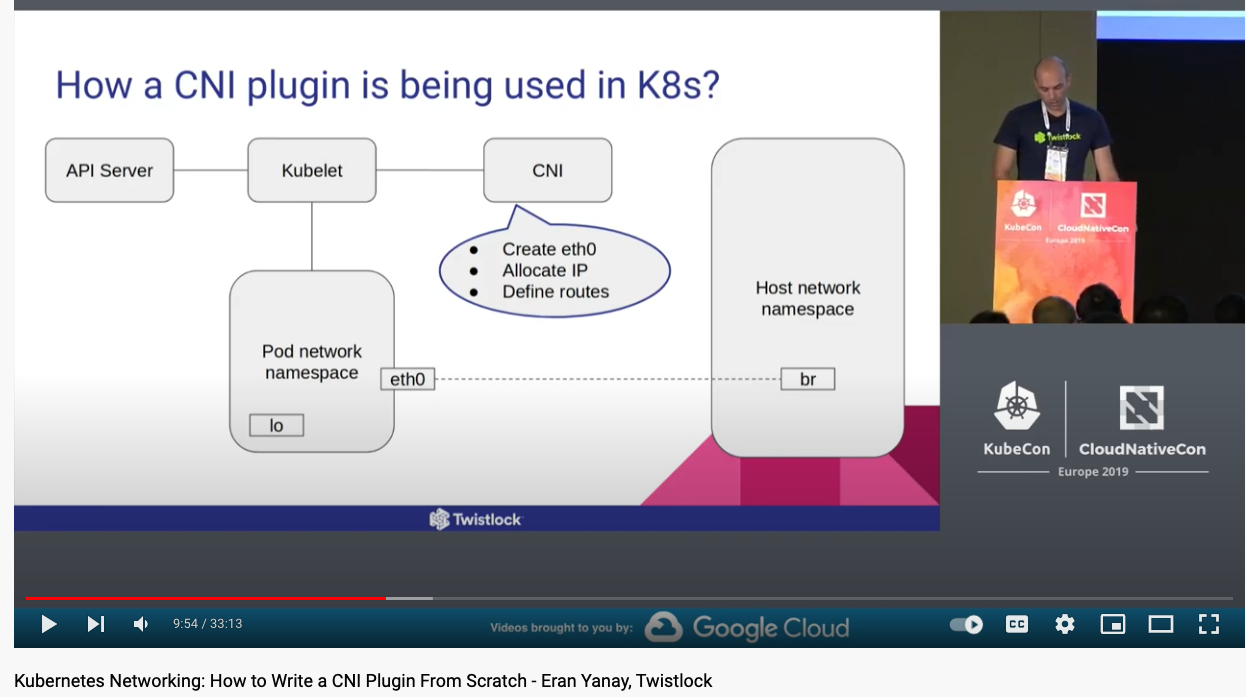 How a CNI plugin is being used in K8s?
API Server
Kubelet
CNI
● Create eth0
● Allocate IP
● Define routes
Pod network
namespace
eth0
lo
Host network
namespace
br
Twistlock
Twistlock
KubeCon
CloudNativeCon
Europe 2019
KubeCon
CloudNativeCon
Europe 2019
9:54 / 33:13
Videos brought to you by:
Google Cloud
CC
Kubernetes Networking: How to Write a CNI Plugin From Scratch - Eran Yanay, Twistlock